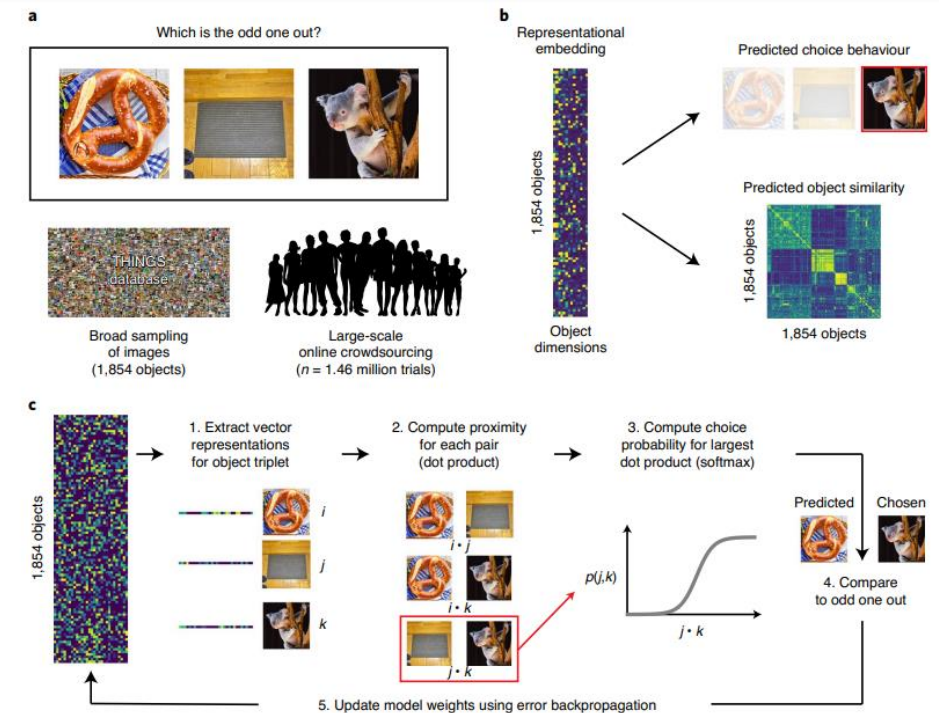 a
Which is the odd one out?
THINGS
database
Broad sampling
of images
(1,854 objects)
Large-scale
online crowdsourcing
(n = 1.46 million trials)
b
Representational
embedding
1,854 objects
Object
dimensions
Predicted choice behaviour
Predicted object similarity
1,854 objects
1,854 objects
c
1,854 objects
1. Extract vector
representations
for object triplet
i
j
k
2. Compute proximity
for each pair
(dot product)
i • j
i • k
j • k
3. Compute choice
probability for largest
dot product (softmax)
p(j,k)
j • k
Predicted
Chosen
4. Compare
to odd one out
5. Update model weights using error backpropagation